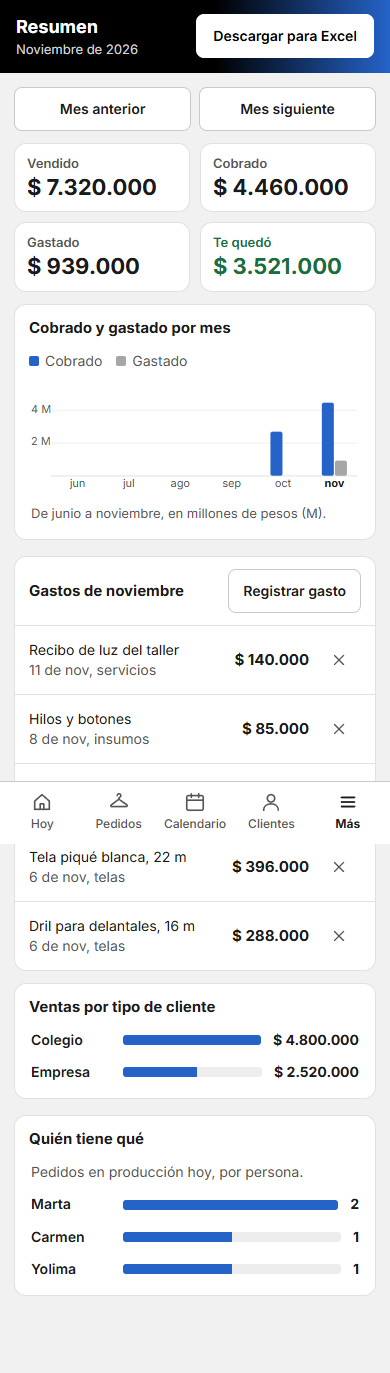 Resumen
Noviembre de 2026
Descargar para Excel
Mes anterior
Mes siguiente
Vendido
$ 7.320.000
Cobrado
$ 4.460.000
Gastado
$ 939.000
Te quedó
$ 3.521.000
Cobrado y gastado por mes
Cobrado
Gastado
4 M
2 M
jun
jul
ago
sep
oct
nov
De junio a noviembre, en millones de pesos (M).
Gastos de noviembre
Registrar gasto
Recibo de luz del taller
11 de nov, servicios
$ 140.000
Hilos y botones
8 de nov, insumos
$ 85.000
Hoy
Pedidos
Calendario
Clientes
Más
Tela piqué blanca, 22 m
6 de nov, telas
$ 396.000
Dril para delantales, 16 m
6 de nov, telas
$ 288.000
Ventas por tipo de cliente
Colegio
$ 4.800.000
Empresa
$ 2.520.000
Quién tiene qué
Pedidos en producción hoy, por persona.
Marta
2
Carmen
1
Yolima
1